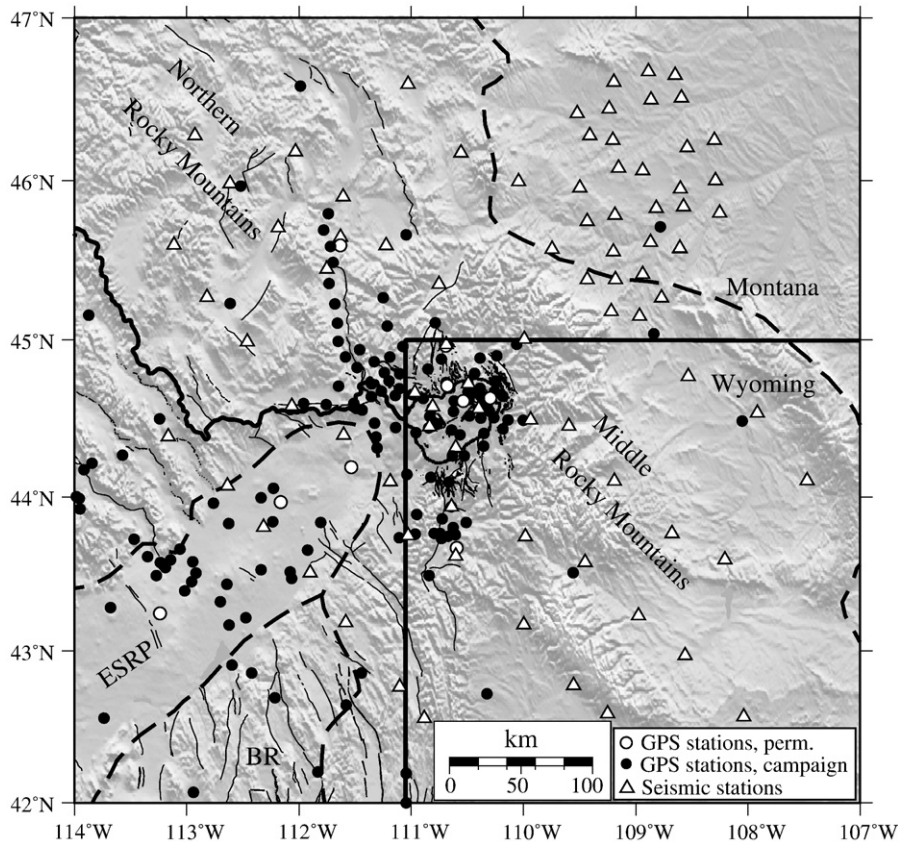 47°N
46°N
45°N
44°N
43°N
42°N
114°W
113°W
112°W
111°W
110°W
109°W
108°W
107°W
Northern
Rocky Mountains
Montana
Wyoming
Middle
Rocky Mountains
ESRP
BR
km
0 50 100
GPS stations, perm.
GPS stations, campaign
Seismic stations